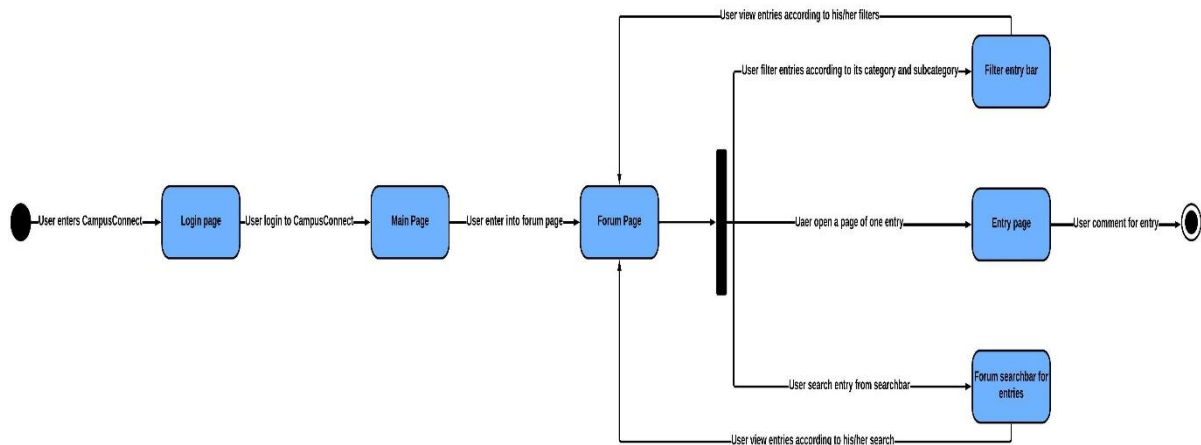 User view entries according to his/her filters
User filter entries according to its category and subcategory
Filter entry bar
User enters CampusConnect
Login page
User login to CampusConnect
Main Page
User enter into forum page
Forum Page
Uaer open a page of one entry
Entry page
User comment for entry
User search entry from searchbar
Forum searchbar for
entries
User view entries according to his/her search